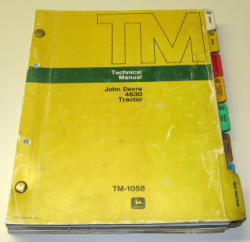 TM
Technical
Manual
John Deere
4630
Tractor
TM-1058